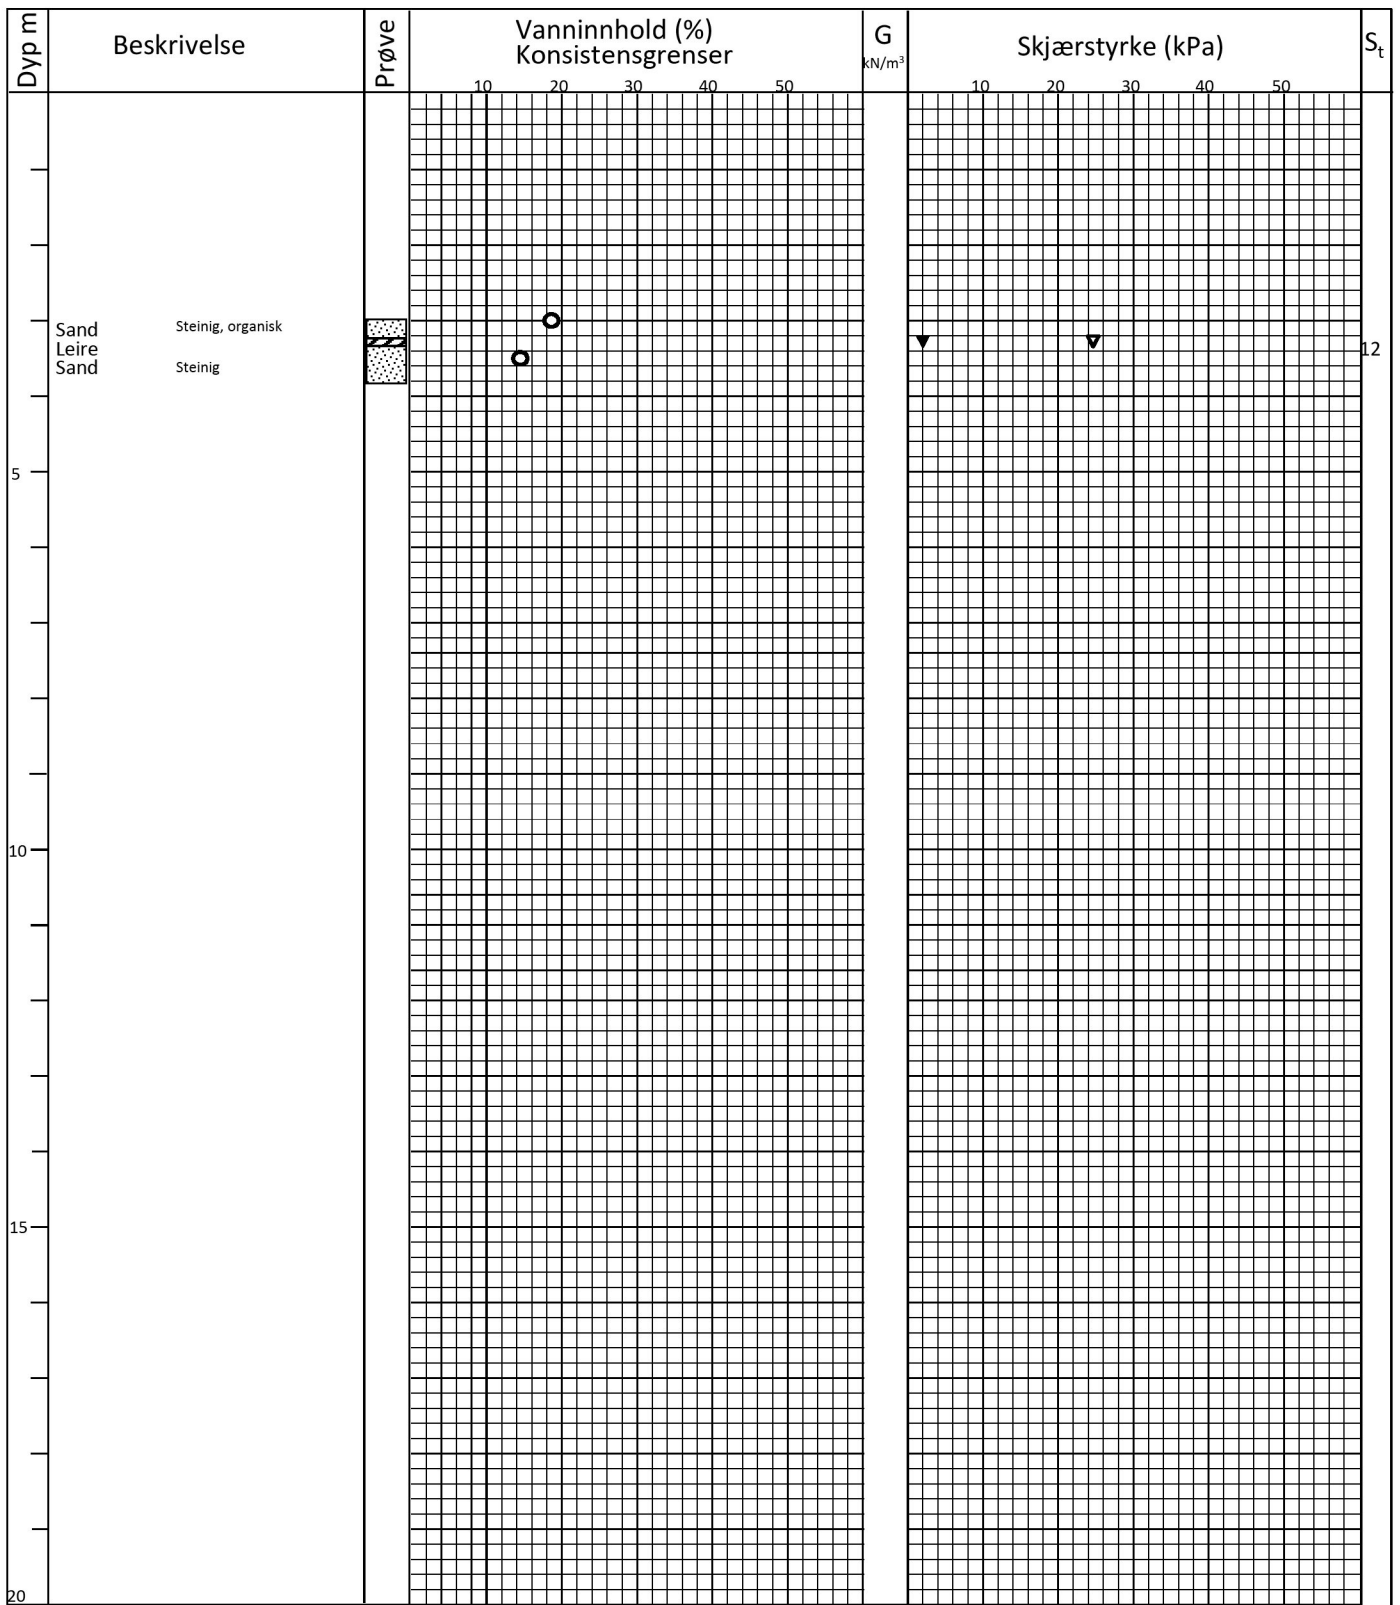 Dyp m
Beskrivelse
Prøve
Vanninnhold (%)
Konsistensgrenser
G
kN/m³
Skjærstyrke (kPa)
St
10 20 30 40 50
10 20 30 40 50
Sand Steinig, organisk
Leire
Sand Steinig
12
5
10
15
20